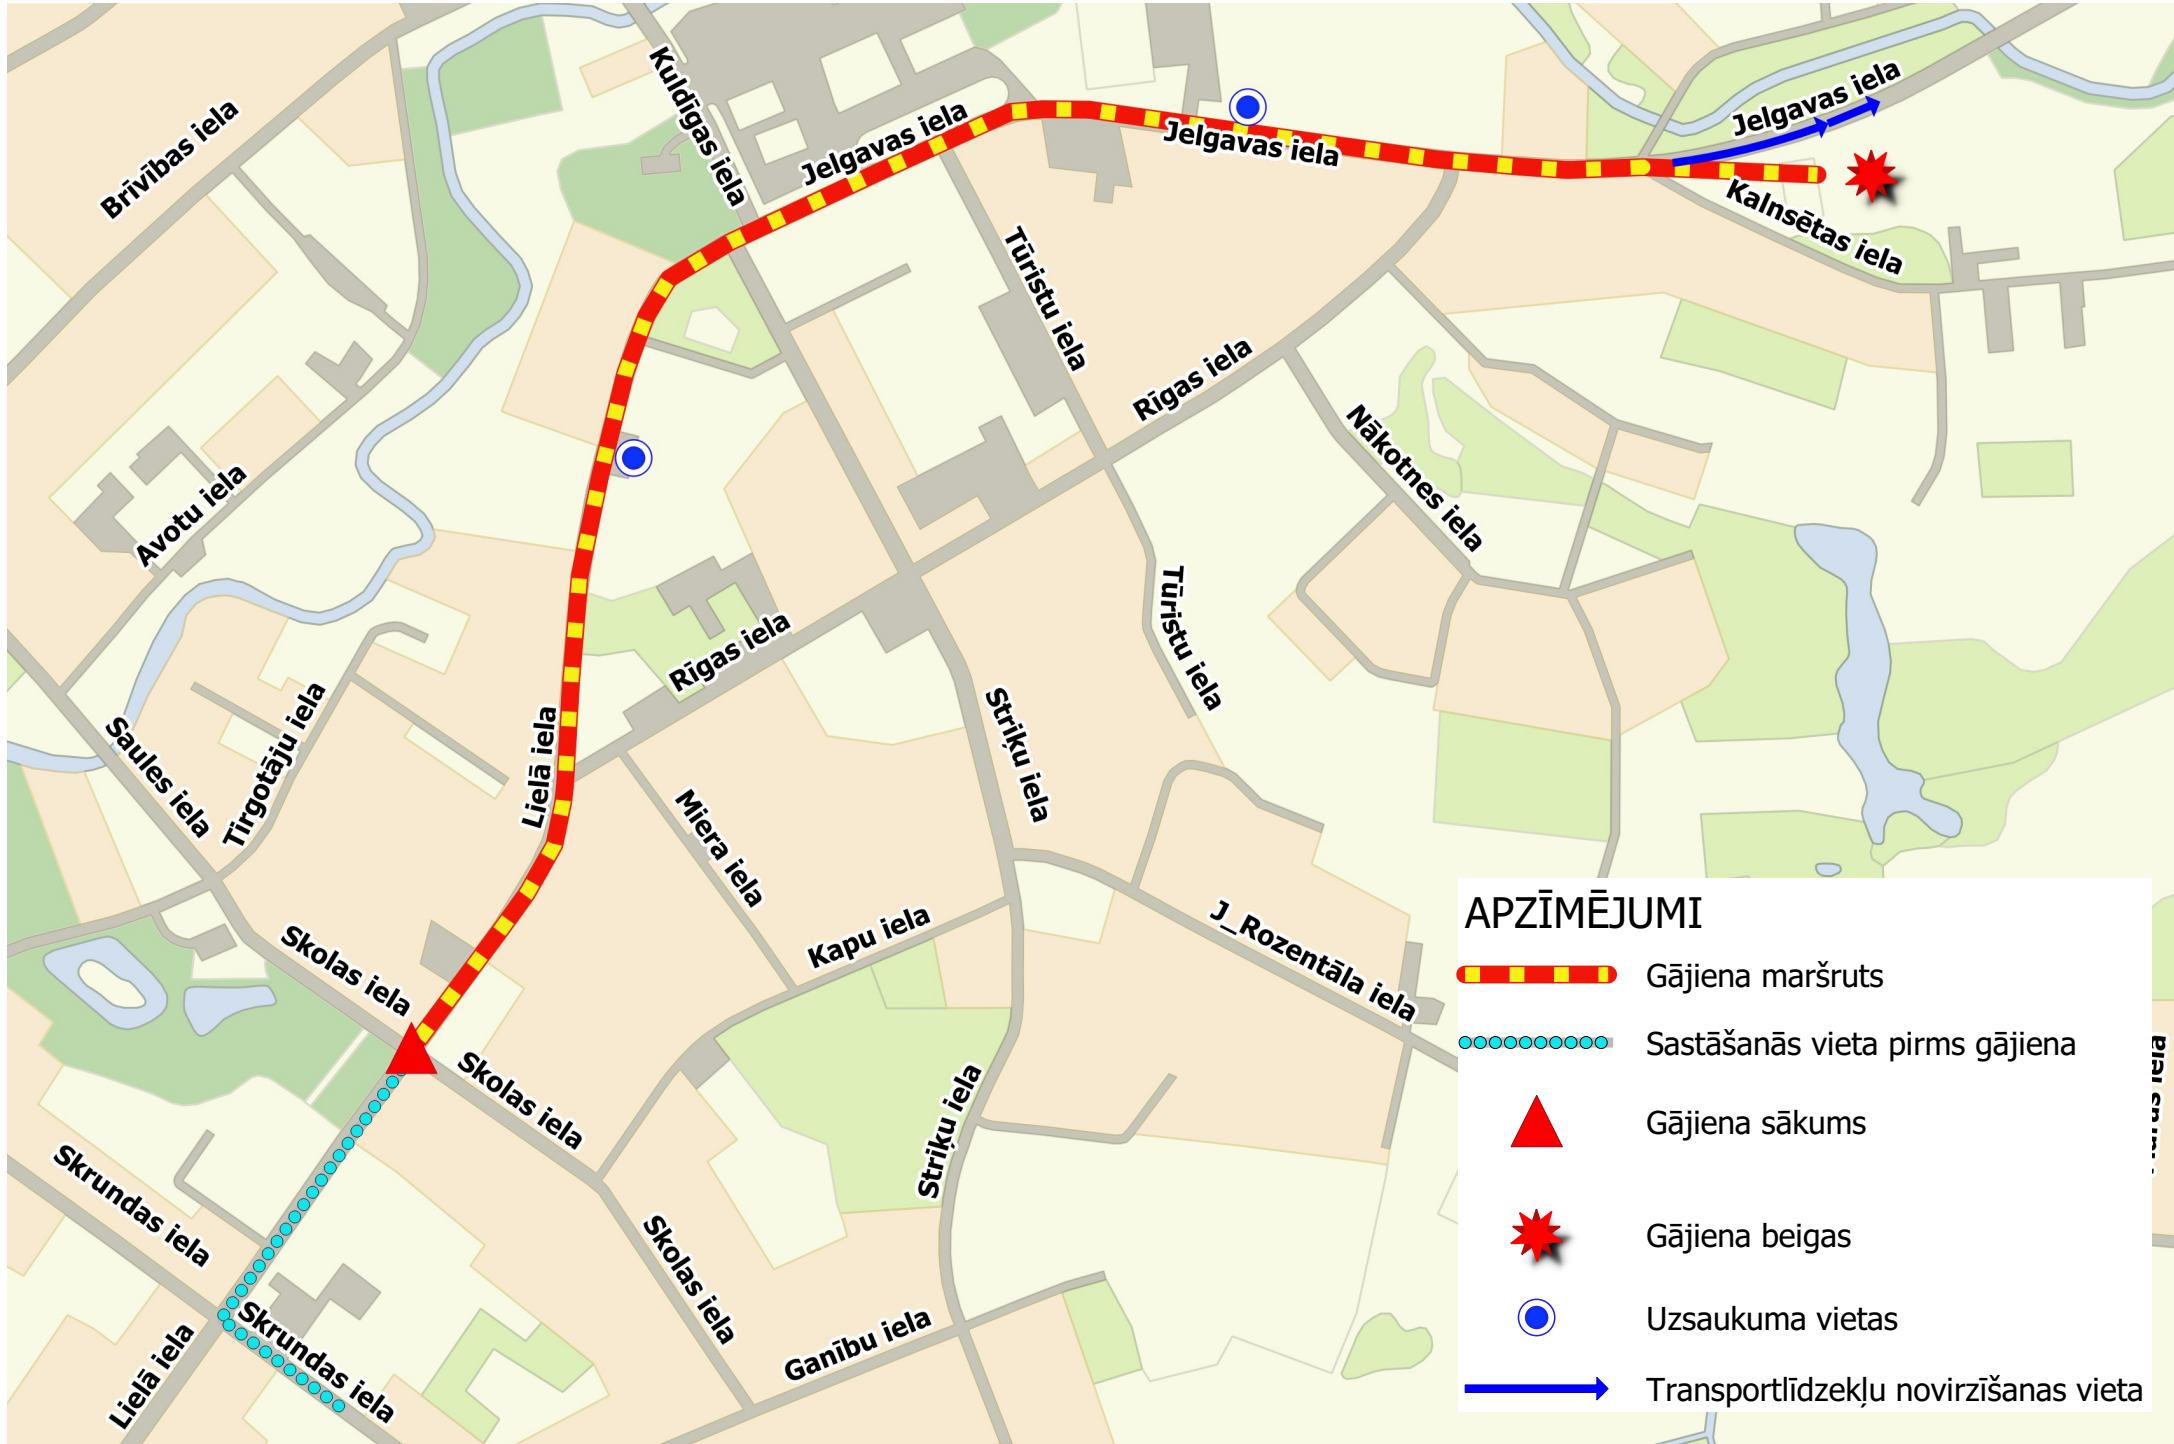 Kuldīgas iela
Jelgavas iela
Jelgavas iela
Jelgavas iela
Brīvības iela
Kalnsētas iela
Tūristu iela
Rīgas iela
Nākotnes iela
Avotu iela
Tūristu iela
Rīgas iela
Lielā iela
Saules iela
Tirgotāju iela
Striķu iela
Miera iela
Kapu iela
J_Rozentāla iela
Skolas iela
Skolas iela
Striķu iela
Skrundas iela
Skolas iela
Skrundas iela
Lielā iela
Ganību iela
APZĪMĒJUMI
Gājiena maršruts
Sastāšanās vieta pirms gājiena
Gājiena sākums
Gājiena beigas
Uzsaukuma vietas
Transportlīdzekļu novirzīšanas vieta
iela